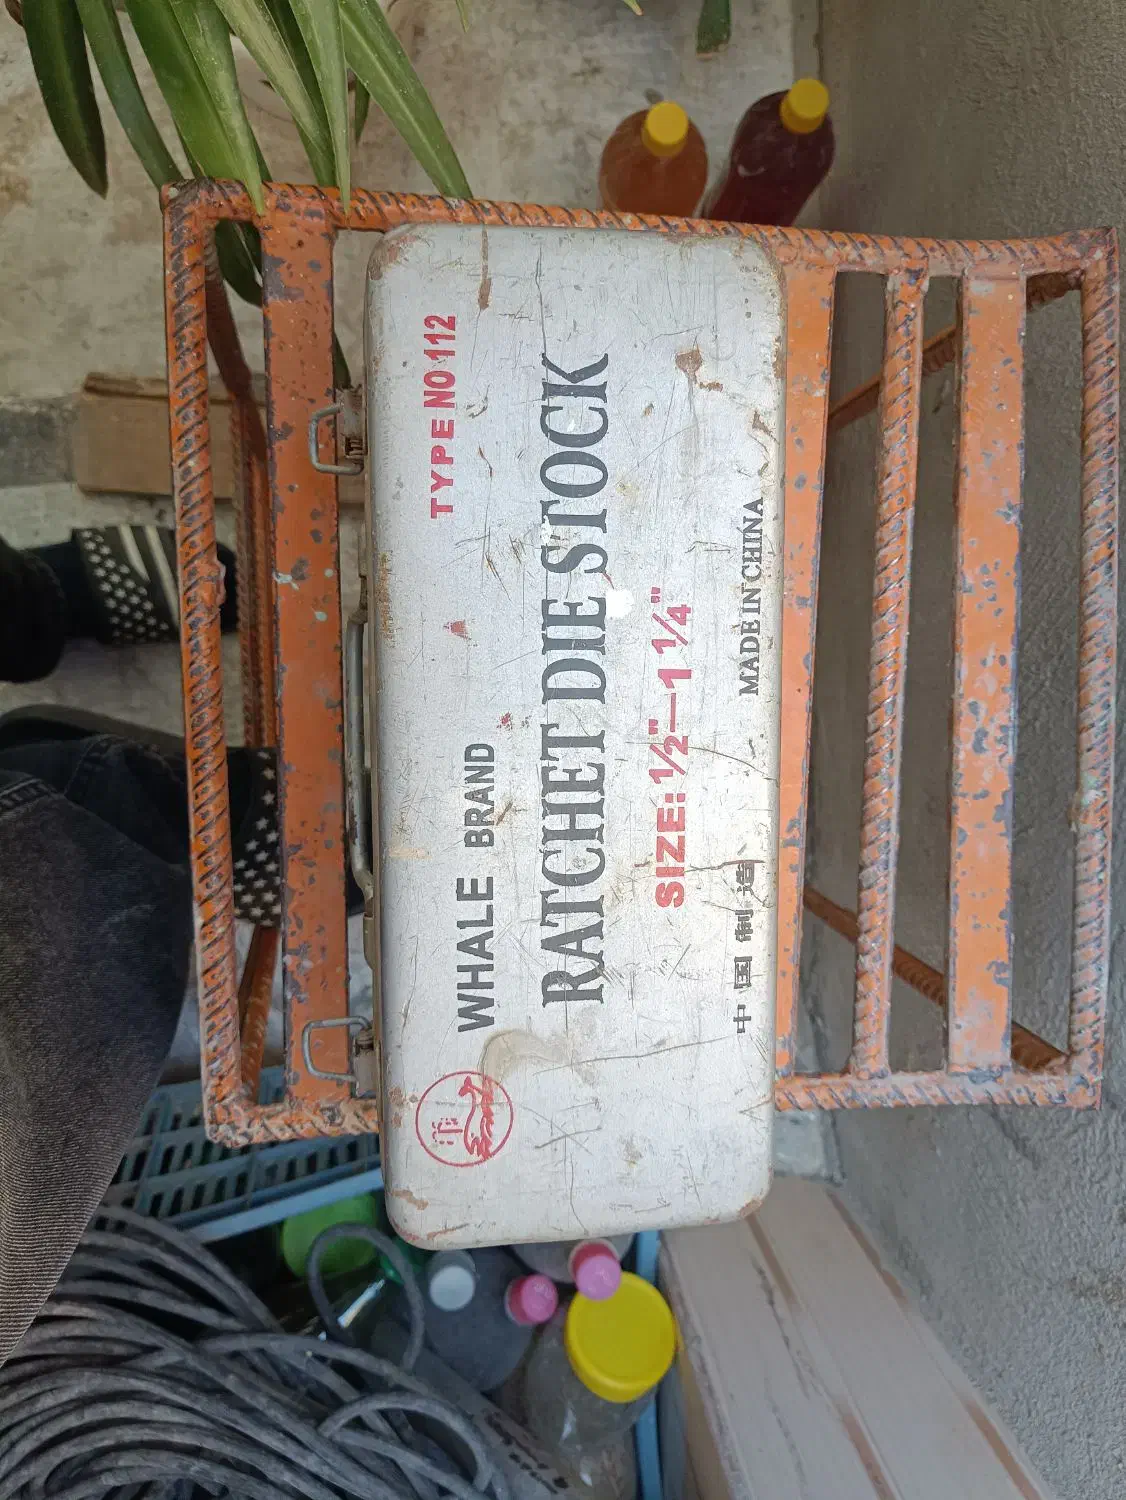 TYPE NO 112
WHALE BRAND
RATCHET DIE STOCK
SIZE: 1/2"—1 1/4"
中国制造 MADE IN CHINA